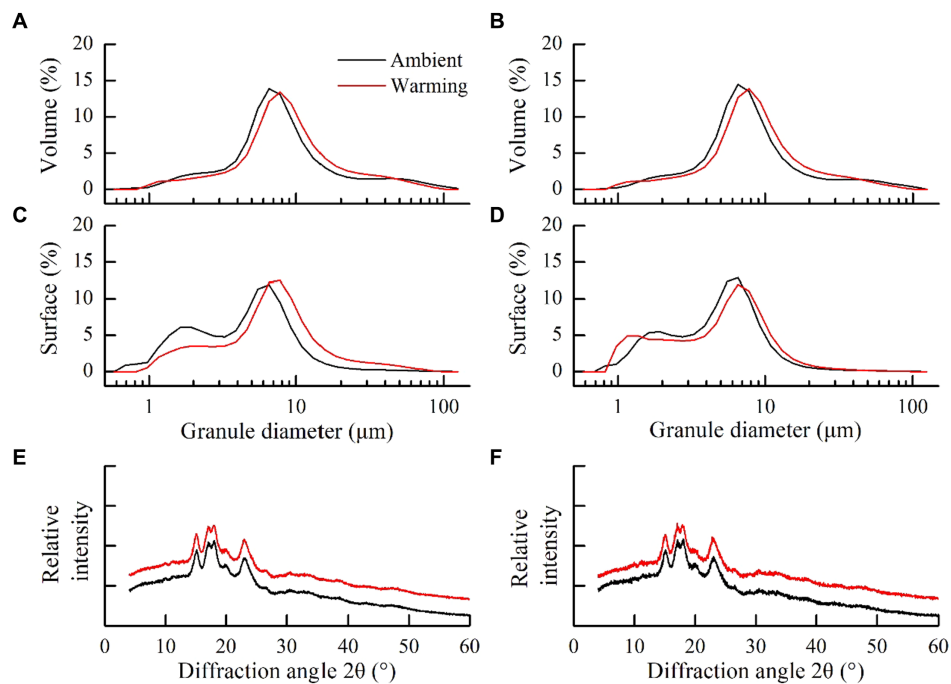 A
B
20
15
10
5
0
Volume (%)
Ambient
Warming
20
15
10
5
0
Volume (%)
C
D
20
15
10
5
0
Surface (%)
1
10
100
Granule diameter (µm)
20
15
10
5
0
Surface (%)
1
10
100
Granule diameter (µm)
E
F
Relative
intensity
0
10
20
30
40
50
60
Diffraction angle 2θ (°)
Relative
intensity
0
10
20
30
40
50
60
Diffraction angle 2θ (°)